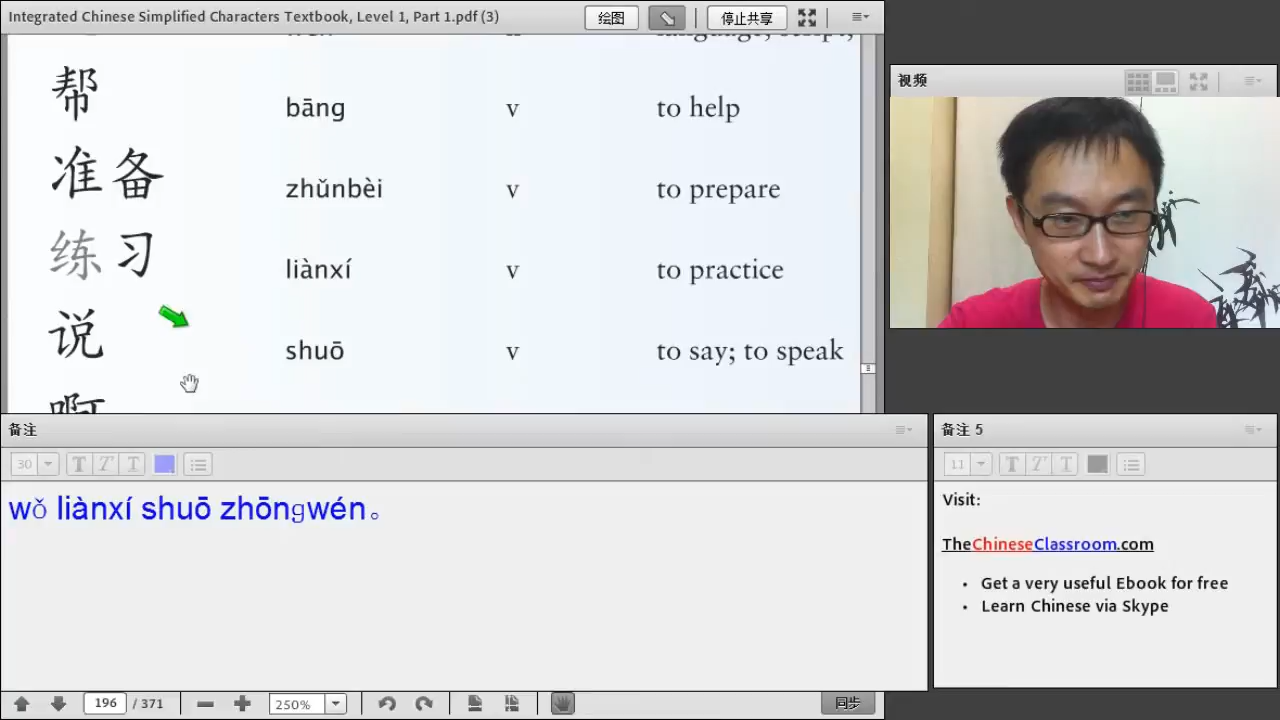 Integrated Chinese Simplified Characters Textbook, Level 1, Part 1.pdf (3)
绘图
停止共享
帮 bāng v to help
准备 zhǔnbèi v to prepare
练习 liànxí v to practice
说 shuō v to say; to speak
视频
备注
30
wǒ liànxí shuō zhōngwén。
备注 5
11
Visit:
TheChineseClassroom.com
• Get a very useful Ebook for free
• Learn Chinese via Skype
196 / 371
250%
同步